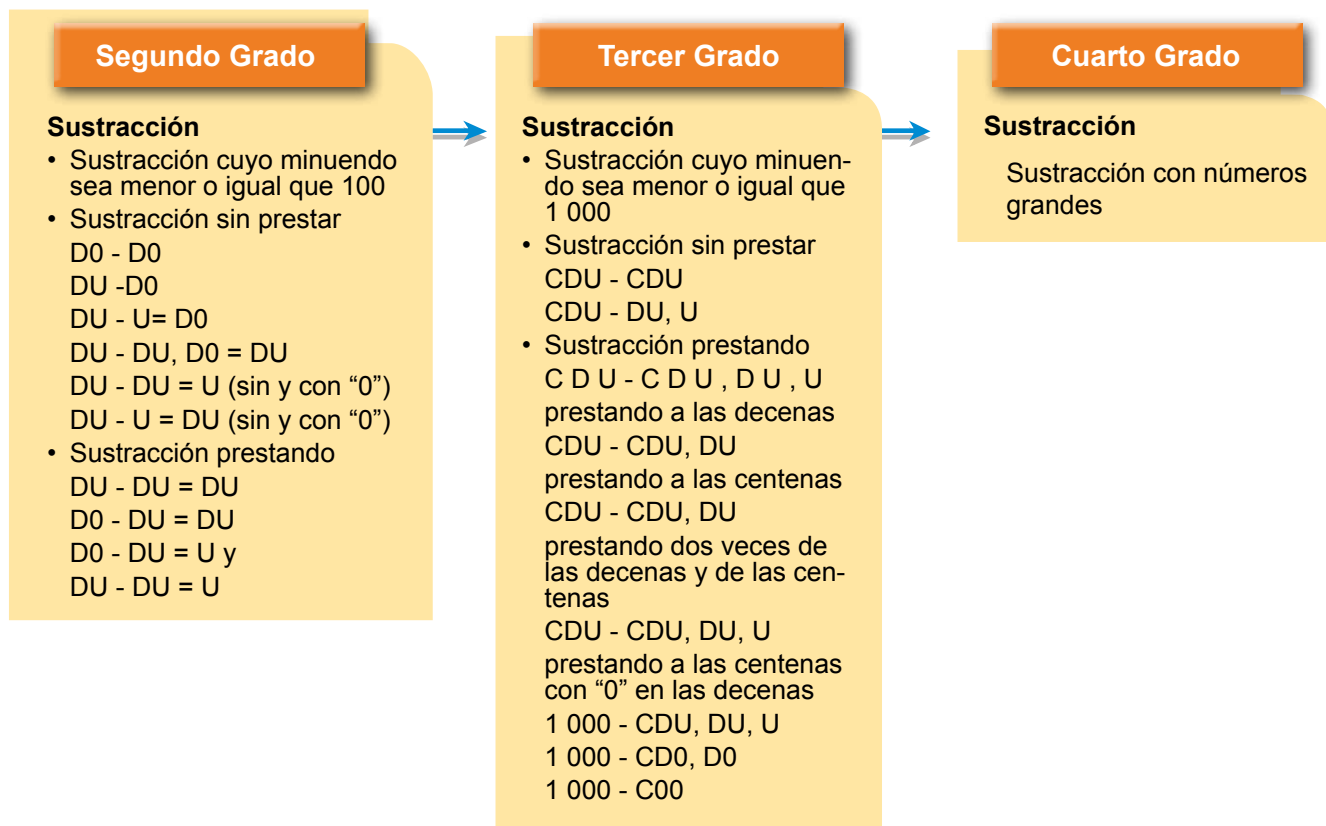 Segundo Grado
Sustracción
• Sustracción cuyo minuendo
sea menor o igual que 100
• Sustracción sin prestar
D0 - D0
DU -D0
DU - U= D0
DU - DU, D0 = DU
DU - DU = U (sin y con “0”)
DU - U = DU (sin y con “0”)
• Sustracción prestando
DU - DU = DU
D0 - DU = DU
D0 - DU = U y
DU - DU = U
Tercer Grado
Sustracción
• Sustracción cuyo minuen-
do sea menor o igual que
1 000
• Sustracción sin prestar
CDU - CDU
CDU - DU, U
• Sustracción prestando
C D U - C D U , D U , U
prestando a las decenas
CDU - CDU, DU
prestando a las centenas
CDU - CDU, DU
prestando dos veces de
las decenas y de las cen-
tenas
CDU - CDU, DU, U
prestando a las centenas
con “0” en las decenas
1 000 - CDU, DU, U
1 000 - CD0, D0
1 000 - C00
Cuarto Grado
Sustracción
Sustracción con números
grandes